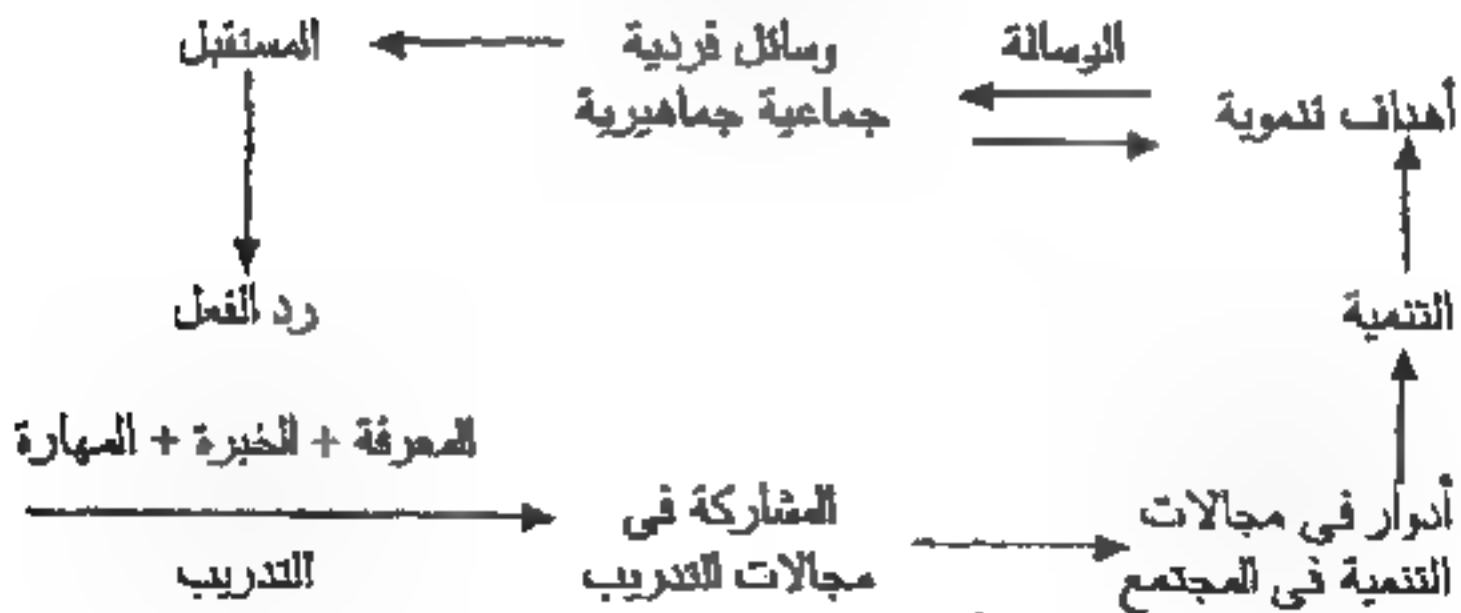 الرسالة
أهداف تنموية
وسائل فردية
جماعية جماهيرية
المستقبل
رد الفعل
التنمية
المعرفة + الخبرة + المهارة
التدريب
المشاركة فى
مجالات التدريب
أدوار فى مجالات
التنمية فى المجتمع